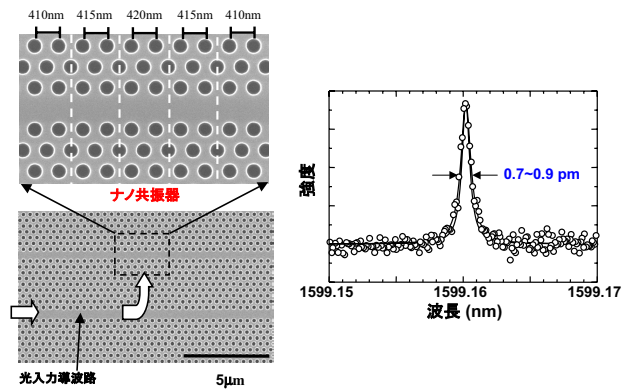 410nm 415nm 420nm 415nm 410nm
ナノ共振器
光入力導波路
5μm
強度
0.7~0.9 pm
1599.15 1599.16 1599.17
波長 (nm)